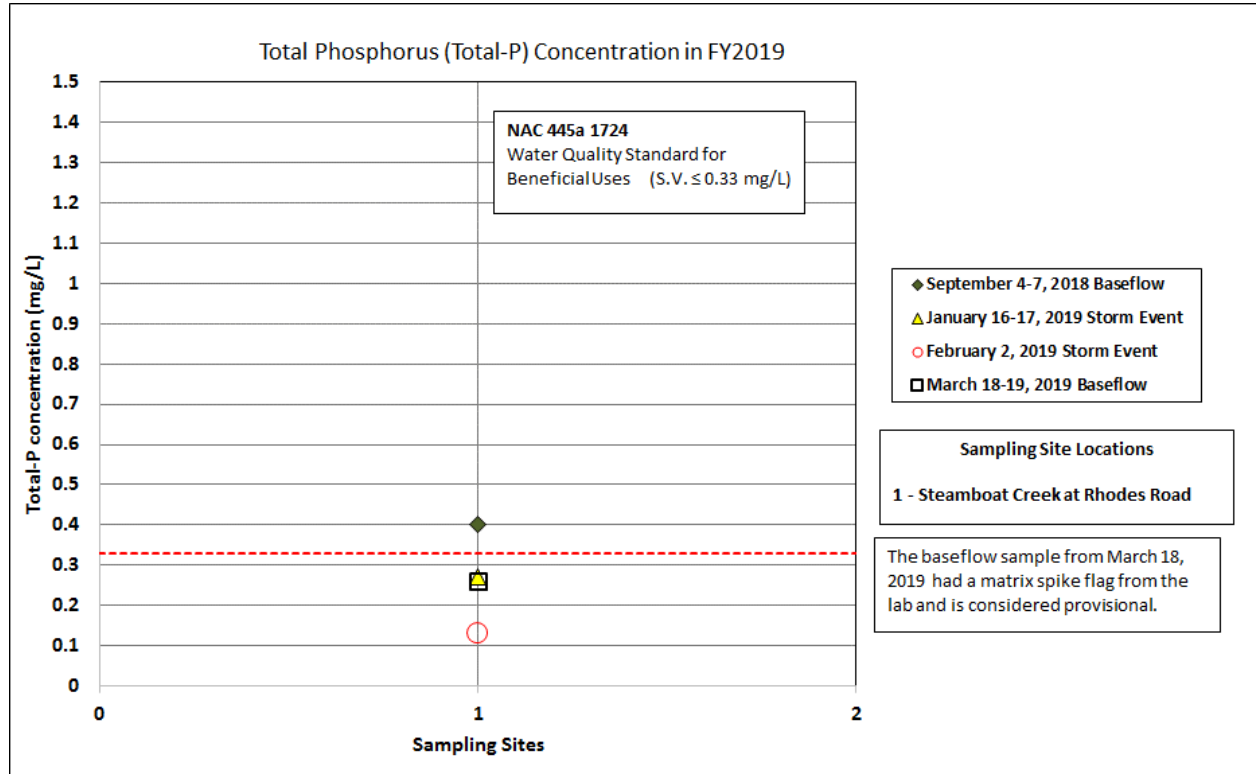 Total Phosphorus (Total-P) Concentration in FY2019
1.5
1.4
1.3
1.2
1.1
1
0.9
0.8
0.7
0.6
0.5
0.4
0.3
0.2
0.1
0
Total-P concentration (mg/L)
NAC 445a 1724
Water Quality Standard for
Beneficial Uses (S.V. ≤ 0.33 mg/L)
0 1 2
Sampling Sites
September 4-7, 2018 Baseflow
January 16-17, 2019 Storm Event
February 2, 2019 Storm Event
March 18-19, 2019 Baseflow
Sampling Site Locations
1 - Steamboat Creek at Rhodes Road
The baseflow sample from March 18,
2019 had a matrix spike flag from the
lab and is considered provisional.